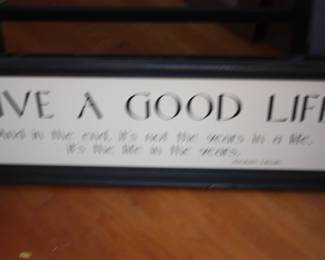 IVE A GOOD LIF
And in the end, it's not the years in a life,
it's the life in the years.